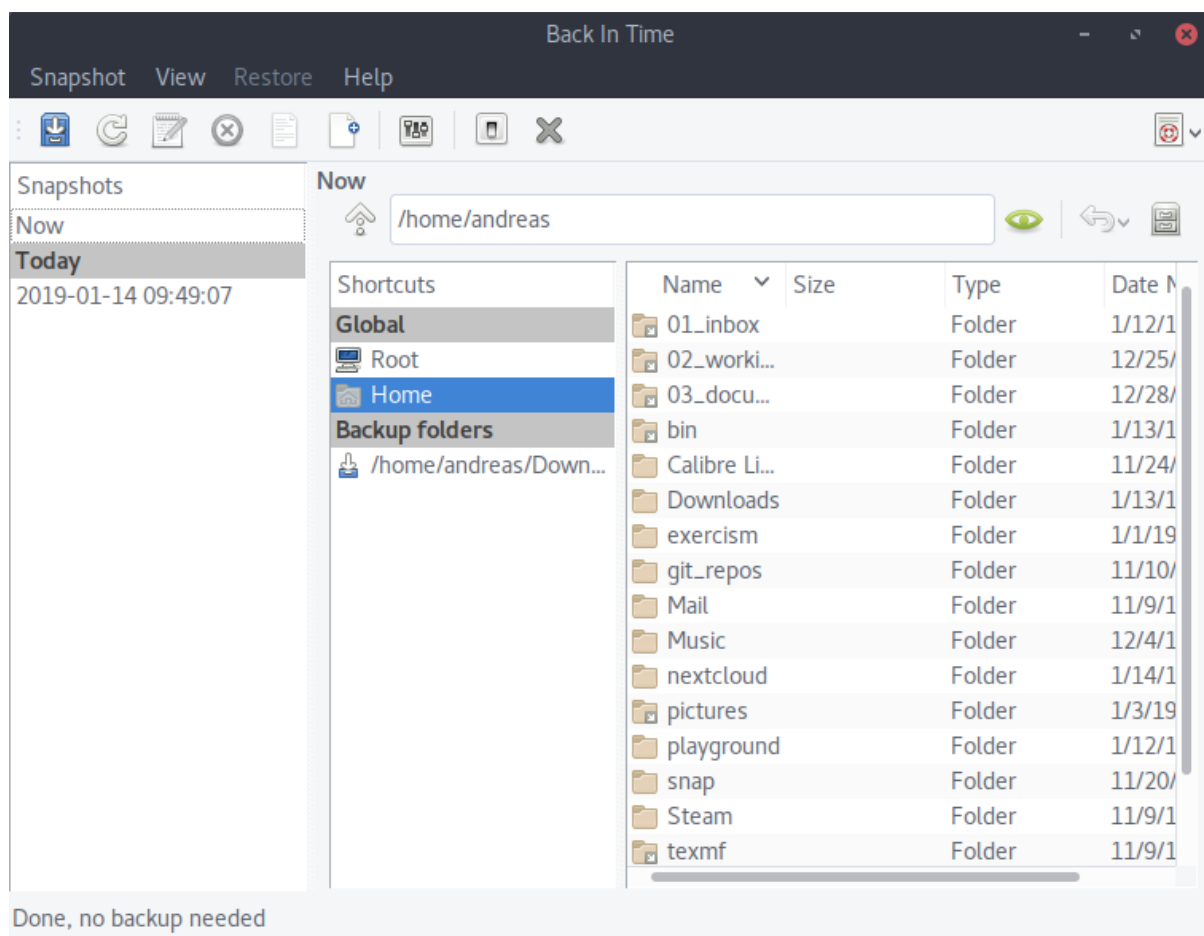 Back In Time
Snapshot View Restore Help
Snapshots
Now
Today
2019-01-14 09:49:07
Now
/home/andreas
Shortcuts
Global
Root
Home
Backup folders
/home/andreas/Down...
Name Size Type Date
01_inbox Folder 1/12/1
02_worki... Folder 12/25/
03_docu... Folder 12/28/
bin Folder 1/13/1
Calibre Li... Folder 11/24/
Downloads Folder 1/13/1
exercism Folder 1/1/19
git_repos Folder 11/10/
Mail Folder 11/9/1
Music Folder 12/4/1
nextcloud Folder 1/14/1
pictures Folder 1/3/19
playground Folder 1/12/1
snap Folder 11/20/
Steam Folder 11/9/1
texmf Folder 11/9/1
Done, no backup needed